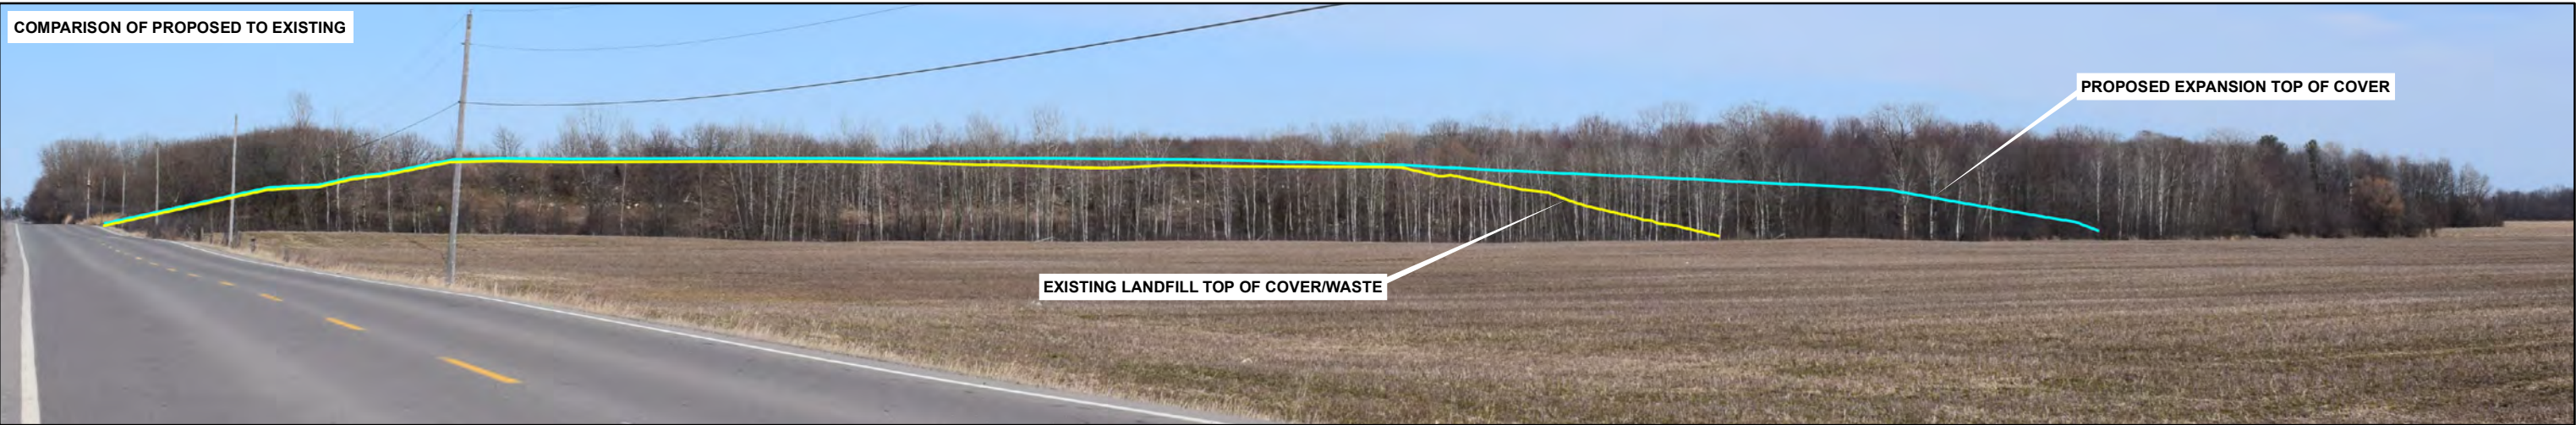 COMPARISON OF PROPOSED TO EXISTING
PROPOSED EXPANSION TOP OF COVER
EXISTING LANDFILL TOP OF COVER/WASTE